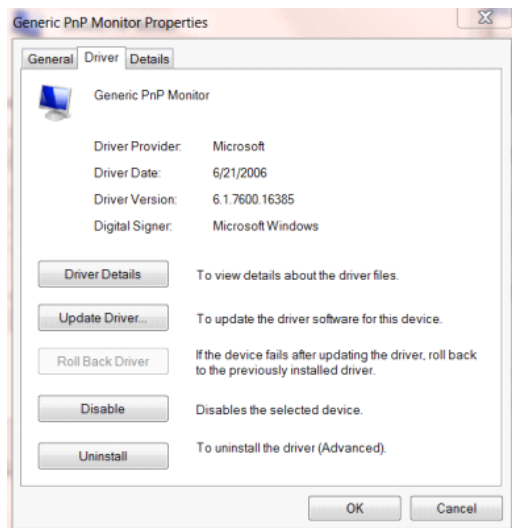 Generic PnP Monitor Properties
General Driver Details
Generic PnP Monitor
Driver Provider: Microsoft
Driver Date: 6/21/2006
Driver Version: 6.1.7600.16385
Digital Signer: Microsoft Windows
Driver Details To view details about the driver files.
Update Driver... To update the driver software for this device.
Roll Back Driver If the device fails after updating the driver, roll back
to the previously installed driver.
Disable Disables the selected device.
Uninstall To uninstall the driver (Advanced).
OK Cancel